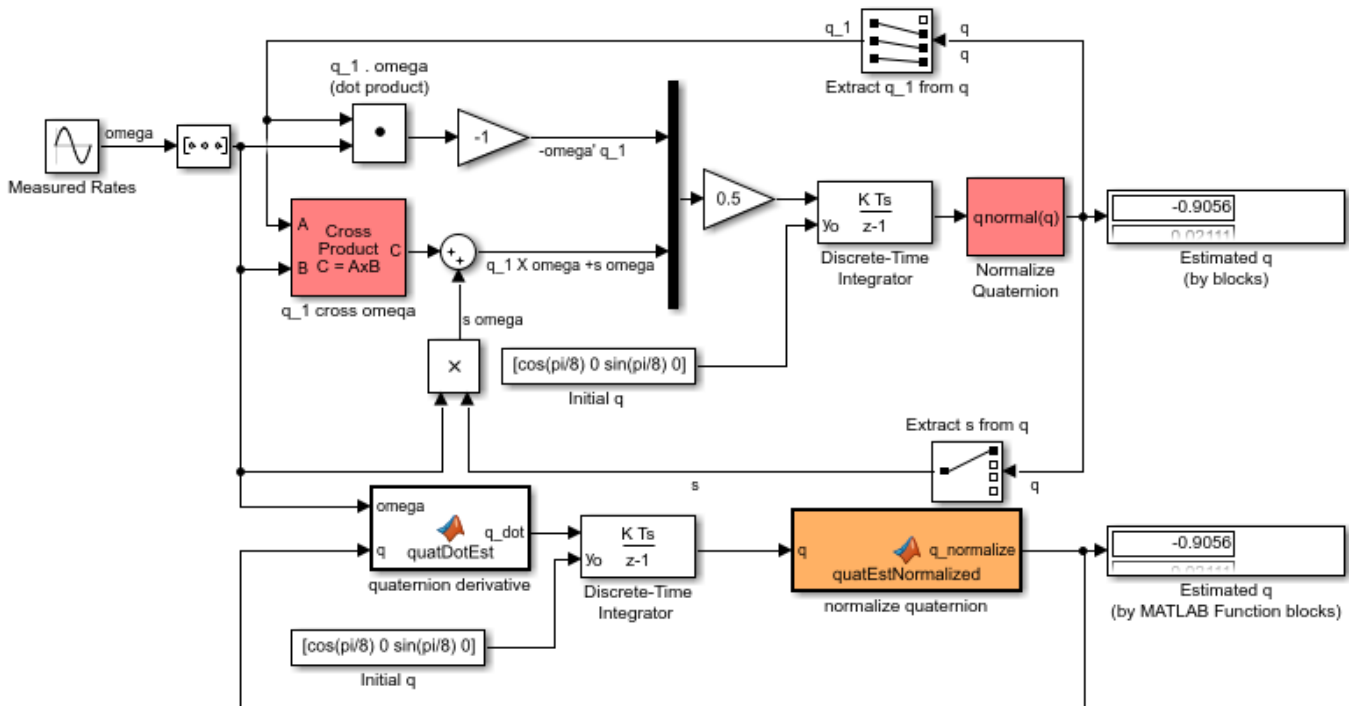 q_1
q
q
Extract q_1 from q
q_1 . omega
(dot product)
omega
[
]
-1
-omega' q_1
Measured Rates
0.5
K Ts
z-1
yo
Discrete-Time
Integrator
qnormal(q)
Normalize
Quaternion
-0.9056
0.02111
Estimated q
(by blocks)
A
B
Cross
Product
C = AxB
C
q_1 cross omeqa
+
+
q_1 X omega +s omega
s omega
×
[cos(pi/8) 0 sin(pi/8) 0]
Initial q
Extract s from q
s
q
omega
q
quatDotEst
q_dot
quaternion derivative
K Ts
z-1
yo
Discrete-Time
Integrator
q
quatEstNormalized
q_normalize
normalize quaternion
-0.9056
Estimated q
(by MATLAB Function blocks)
[cos(pi/8) 0 sin(pi/8) 0]
Initial q